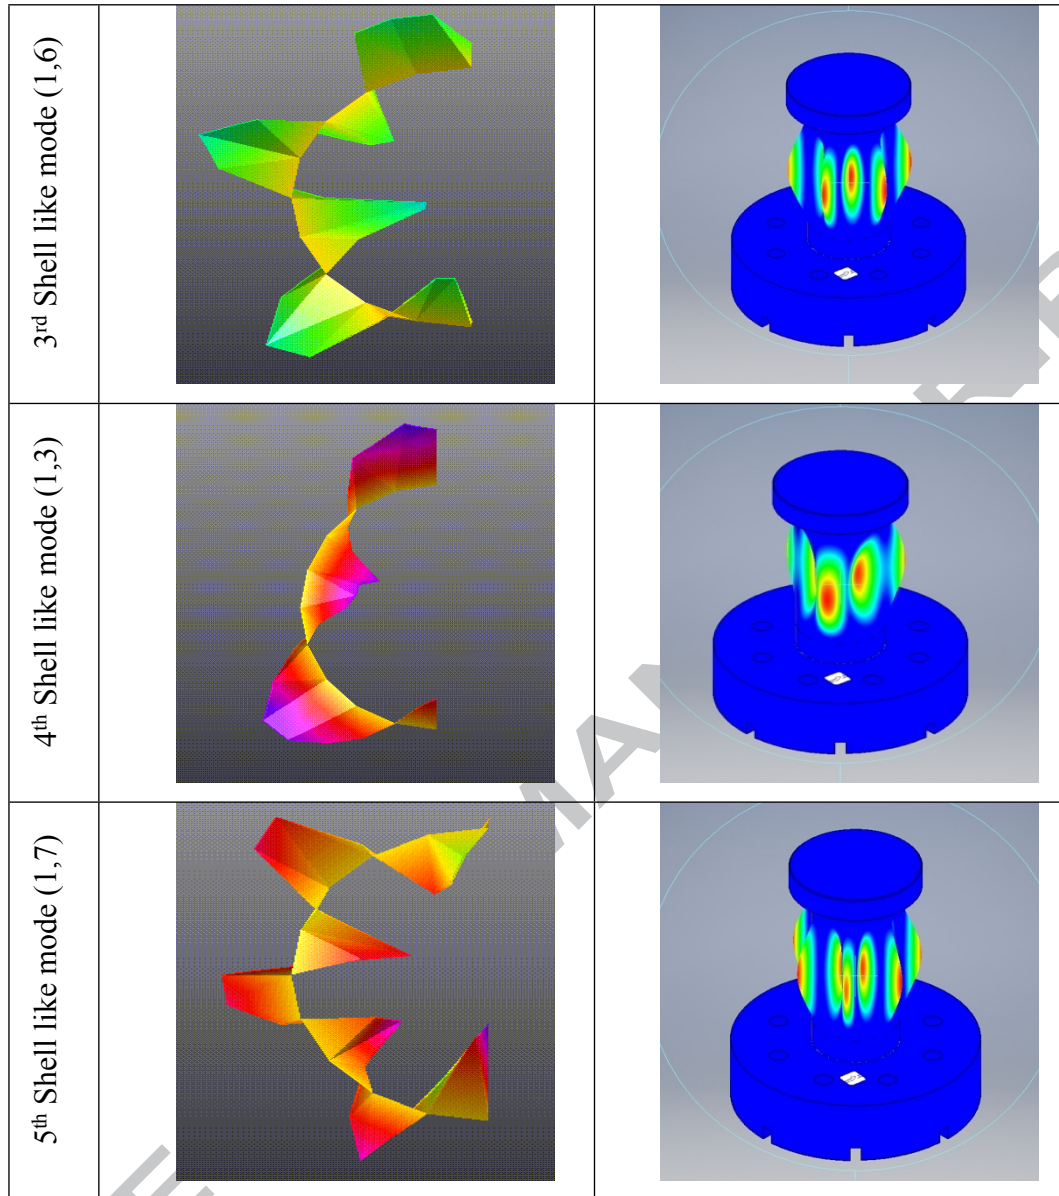 3rd Shell like mode (1,6)
4th Shell like mode (1,3)
5th Shell like mode (1,7)